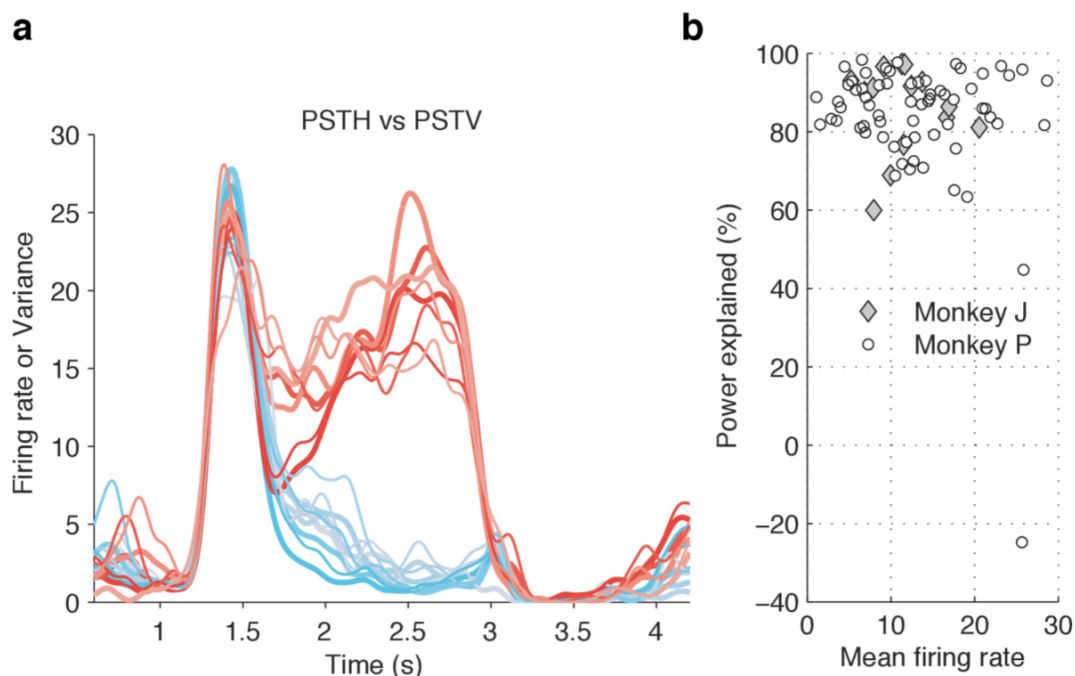 a
PSTH vs PSTV
Firing rate or Variance
30
25
20
15
10
5
0
1
1.5
2
2.5
3
3.5
4
Time (s)
b
Power explained (%)
100
80
60
40
20
0
−20
−40
Monkey J
Monkey P
0
10
20
30
Mean firing rate